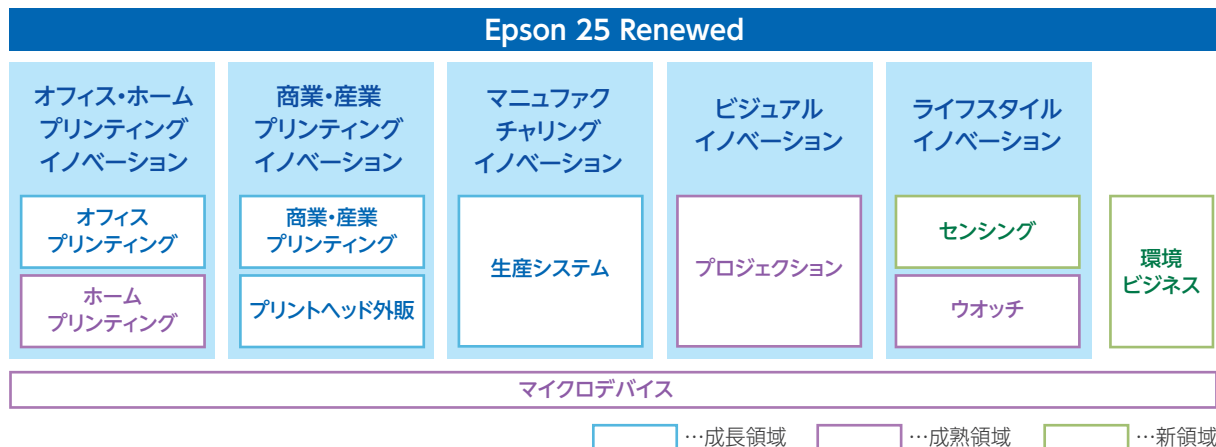 Epson 25 Renewed
オフィス・ホーム
プリンティング
イノベーション
商業・産業
プリンティング
イノベーション
マニュファク
チャリング
イノベーション
ビジュアル
イノベーション
ライフスタイル
イノベーション
オフィス
プリンティング
ホーム
プリンティング
商業・産業
プリンティング
プリントヘッド外販
生産システム
プロジェクション
センシング
ウオッチ
環境
ビジネス
マイクロデバイス
…成長領域
…成熟領域
…新領域